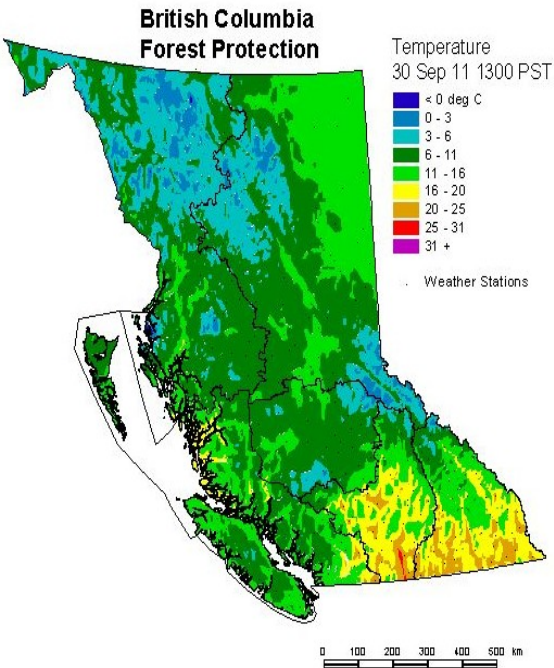 British Columbia
Forest Protection
Temperature
30 Sep 11 1300 PST
< 0 deg C
0 - 3
3 - 6
6 - 11
11 - 16
16 - 20
20 - 25
25 - 31
31 +
. Weather Stations
0 100 200 300 400 500 km